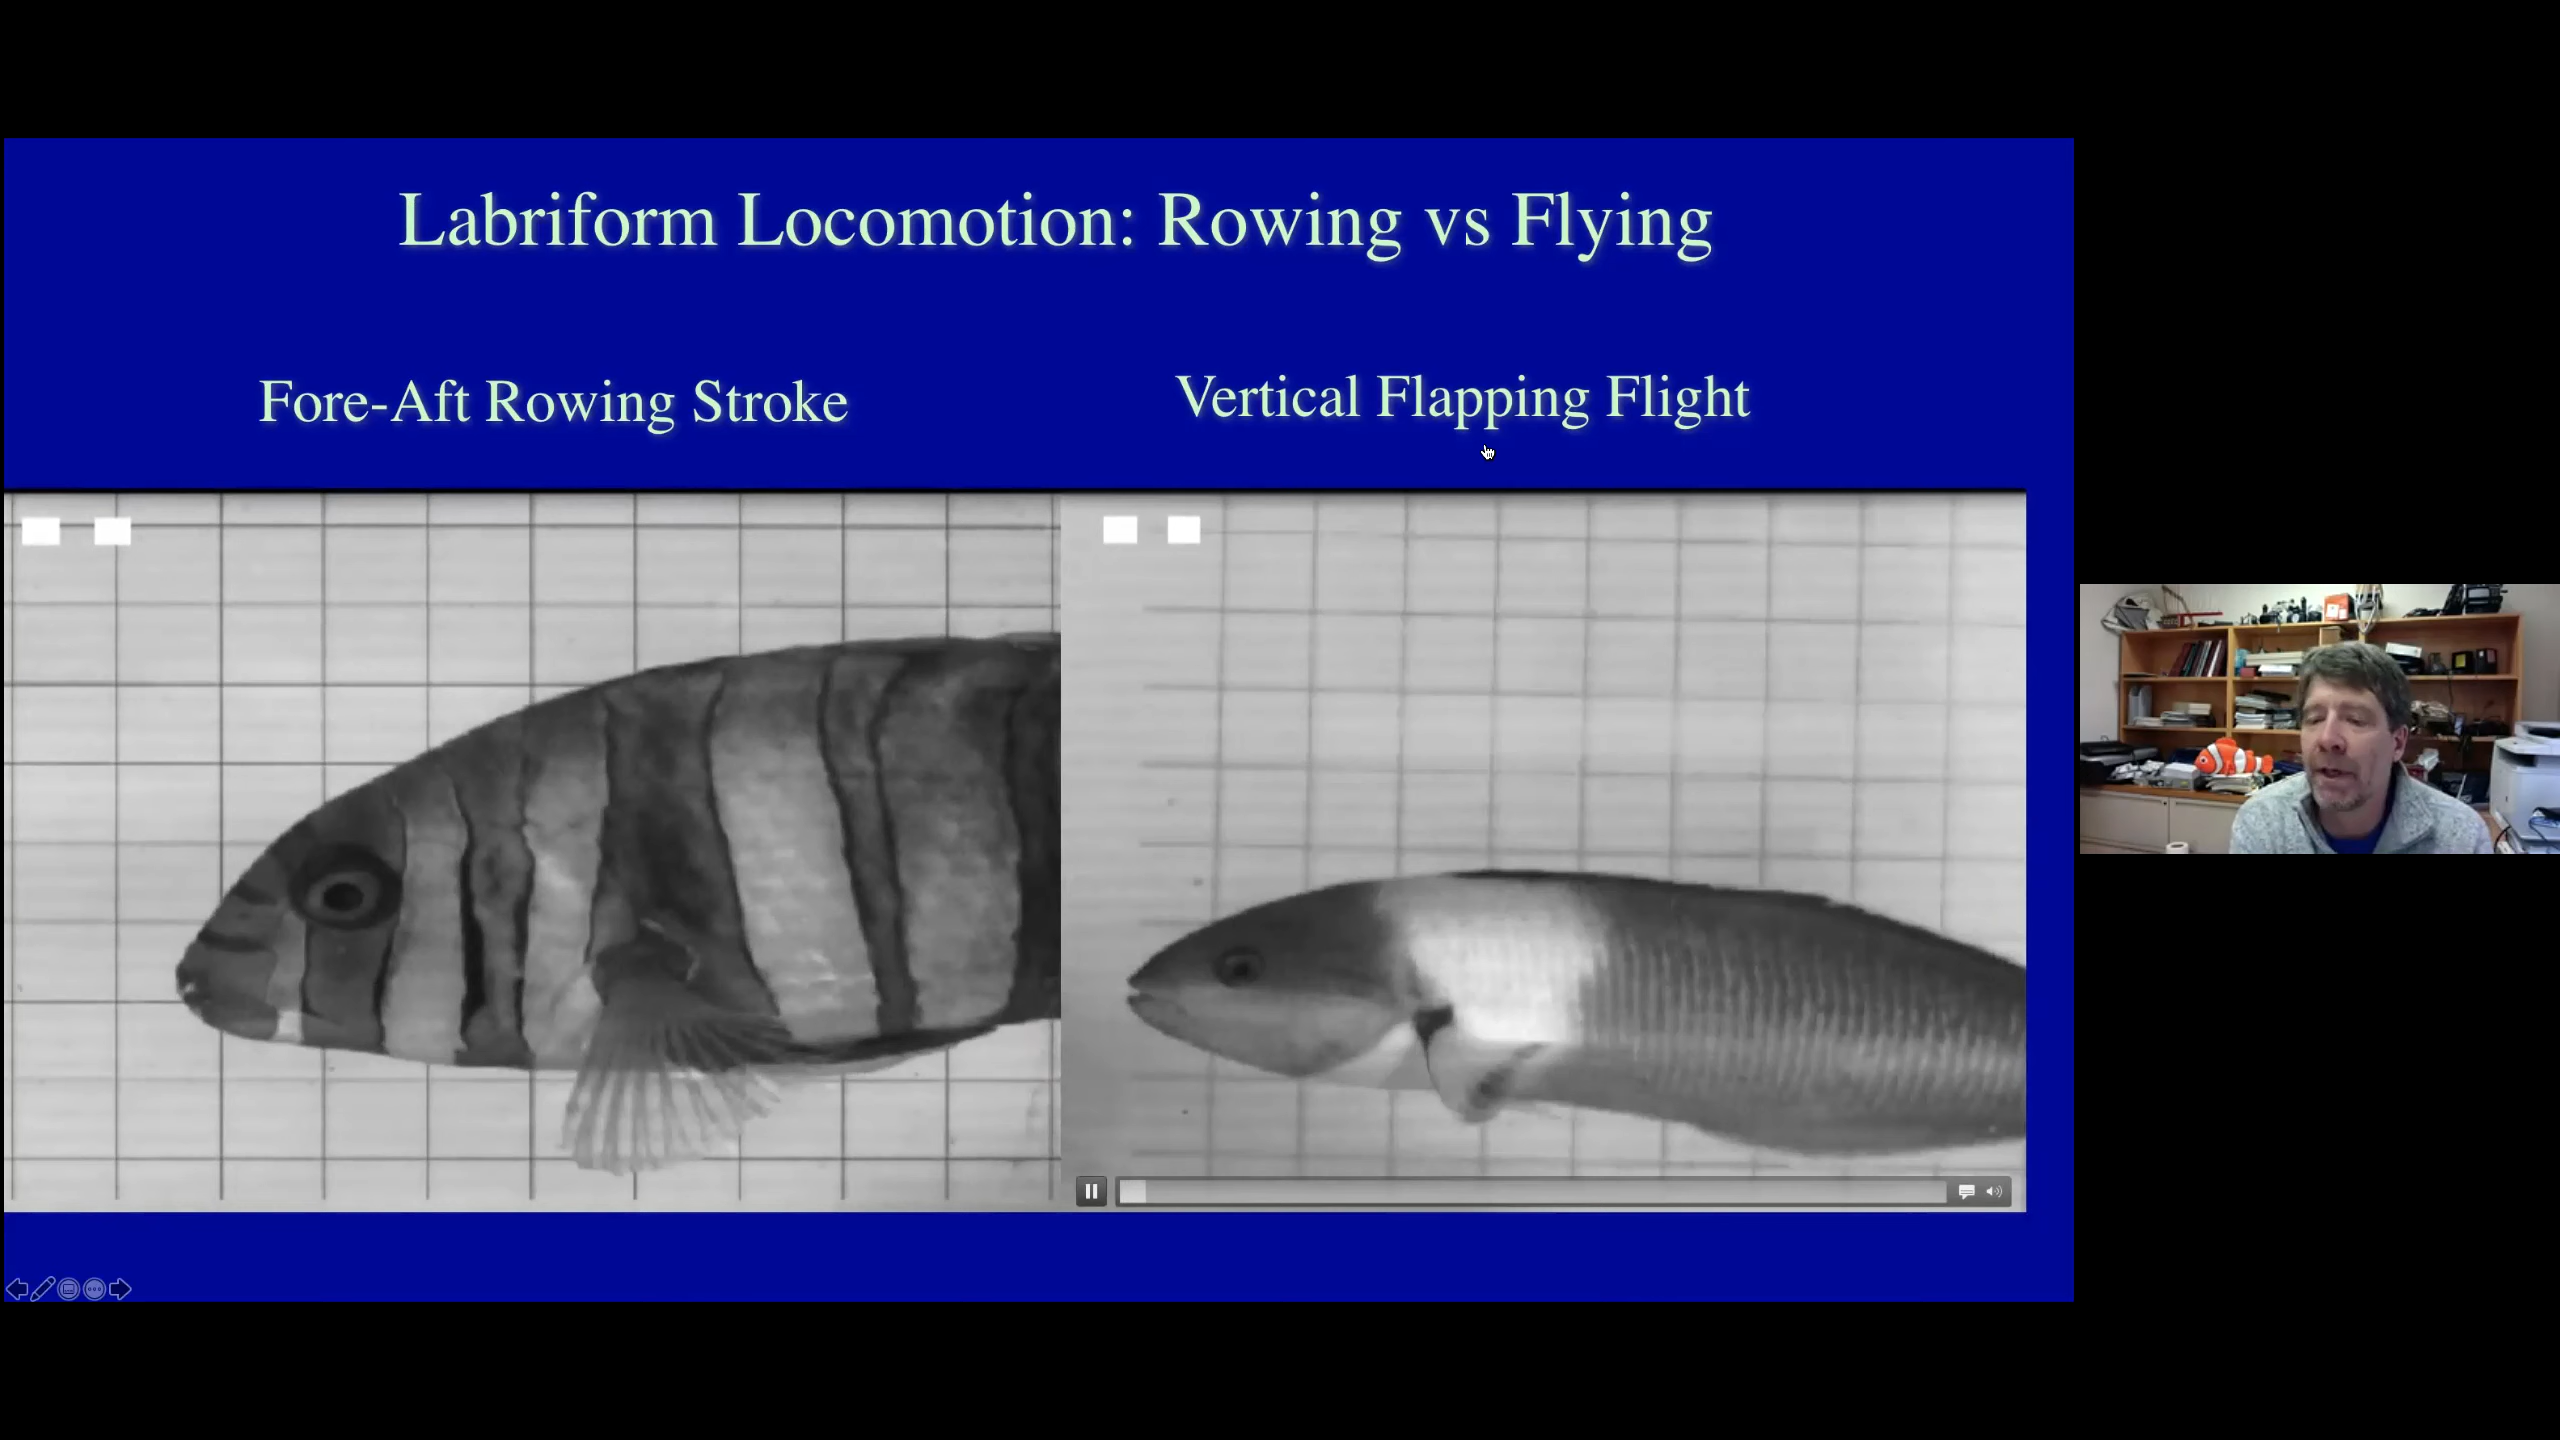 Labriform Locomotion: Rowing vs Flying
Fore-Aft Rowing Stroke
Vertical Flapping Flight